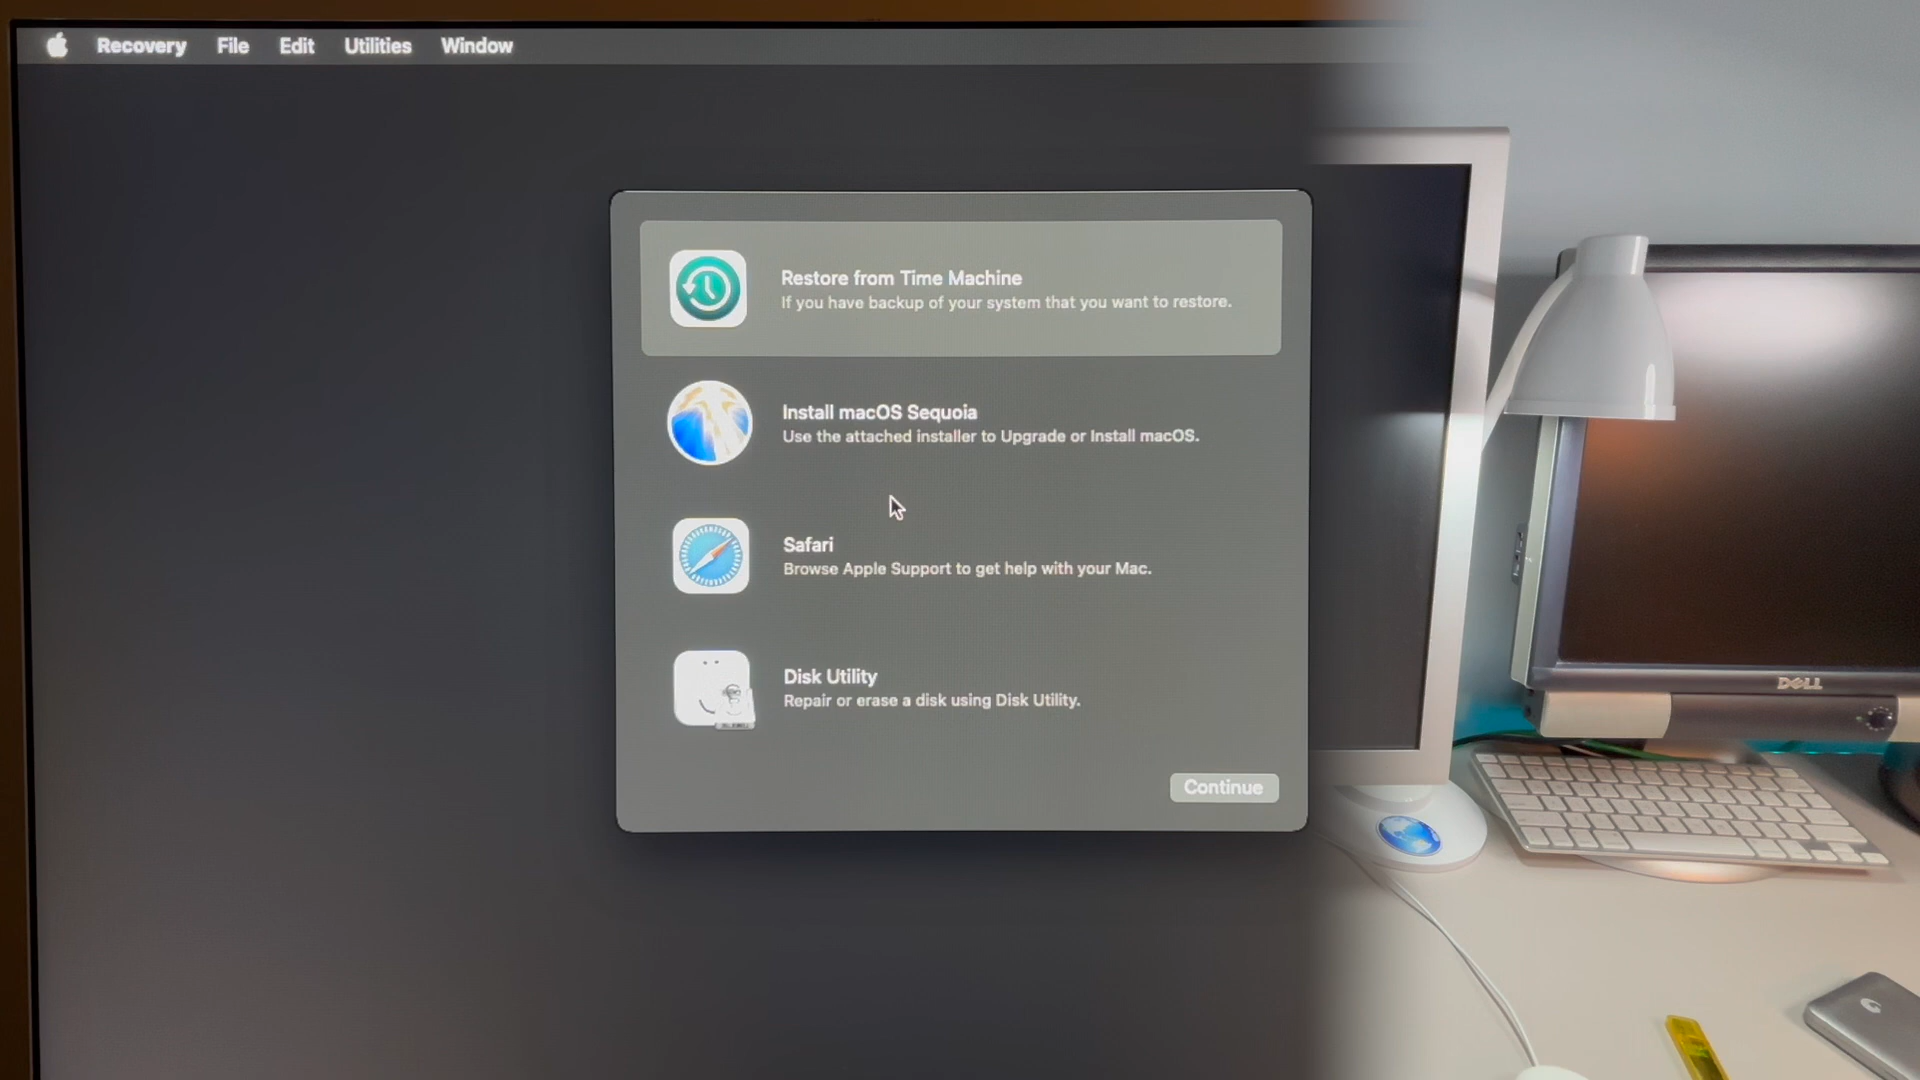 Recovery File Edit Utilities Window
Restore from Time Machine
If you have backup of your system that you want to restore.
Install macOS Sequoia
Use the attached installer to Upgrade or Install macOS.
Safari
Browse Apple Support to get help with your Mac.
Disk Utility
Repair or erase a disk using Disk Utility.
Continue
DELL